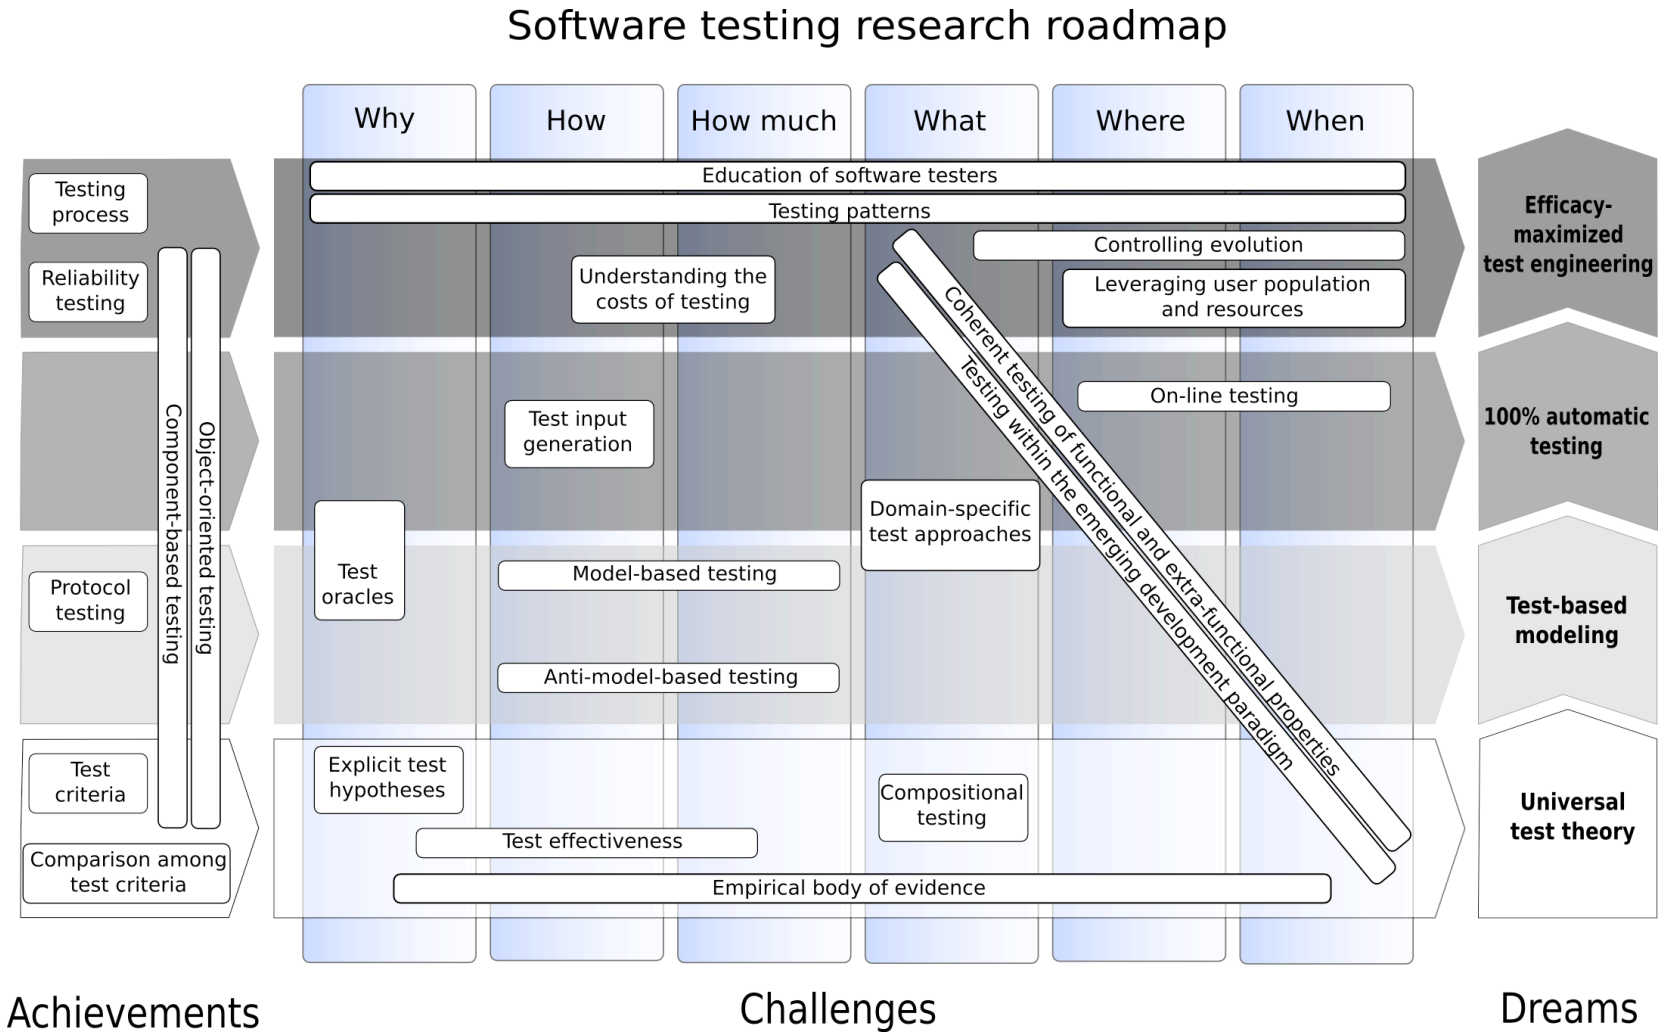 Software testing research roadmap
Why
How
How much
What
Where
When
Testing
process
Reliability
testing
Protocol
testing
Test
criteria
Comparison among
test criteria
Component-based testing
Object-oriented testing
Education of software testers
Testing patterns
Controlling evolution
Understanding the
costs of testing
Leveraging user population
and resources
Coherent testing of functional and extra-functional properties
Testing within the emerging development paradigm
On-line testing
Test input
generation
Domain-specific
test approaches
Test
oracles
Model-based testing
Anti-model-based testing
Explicit test
hypotheses
Compositional
testing
Test effectiveness
Empirical body of evidence
Efficacy-
maximized
test engineering
100% automatic
testing
Test-based
modeling
Universal
test theory
Achievements
Challenges
Dreams